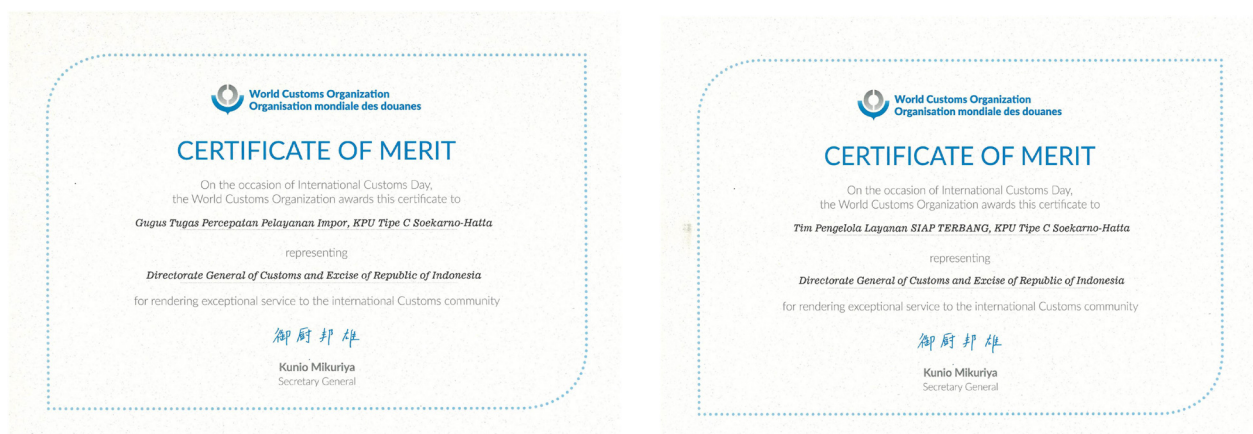 World Customs Organization
Organisation mondiale des douanes
CERTIFICATE OF MERIT
On the occasion of International Customs Day,
the World Customs Organization awards this certificate to
Gugus Tugas Percepatan Pelayanan Impor, KPU Tipe C Soekarno-Hatta
representing
Directorate General of Customs and Excise of Republic of Indonesia
for rendering exceptional service to the international Customs community
御厨邦雄
Kunio Mikuriya
Secretary General
World Customs Organization
Organisation mondiale des douanes
CERTIFICATE OF MERIT
On the occasion of International Customs Day,
the World Customs Organization awards this certificate to
Tim Pengelola Layanan SIAP TERBANG, KPU Tipe C Soekarno-Hatta
representing
Directorate General of Customs and Excise of Republic of Indonesia
for rendering exceptional service to the international Customs community
御厨邦雄
Kunio Mikuriya
Secretary General